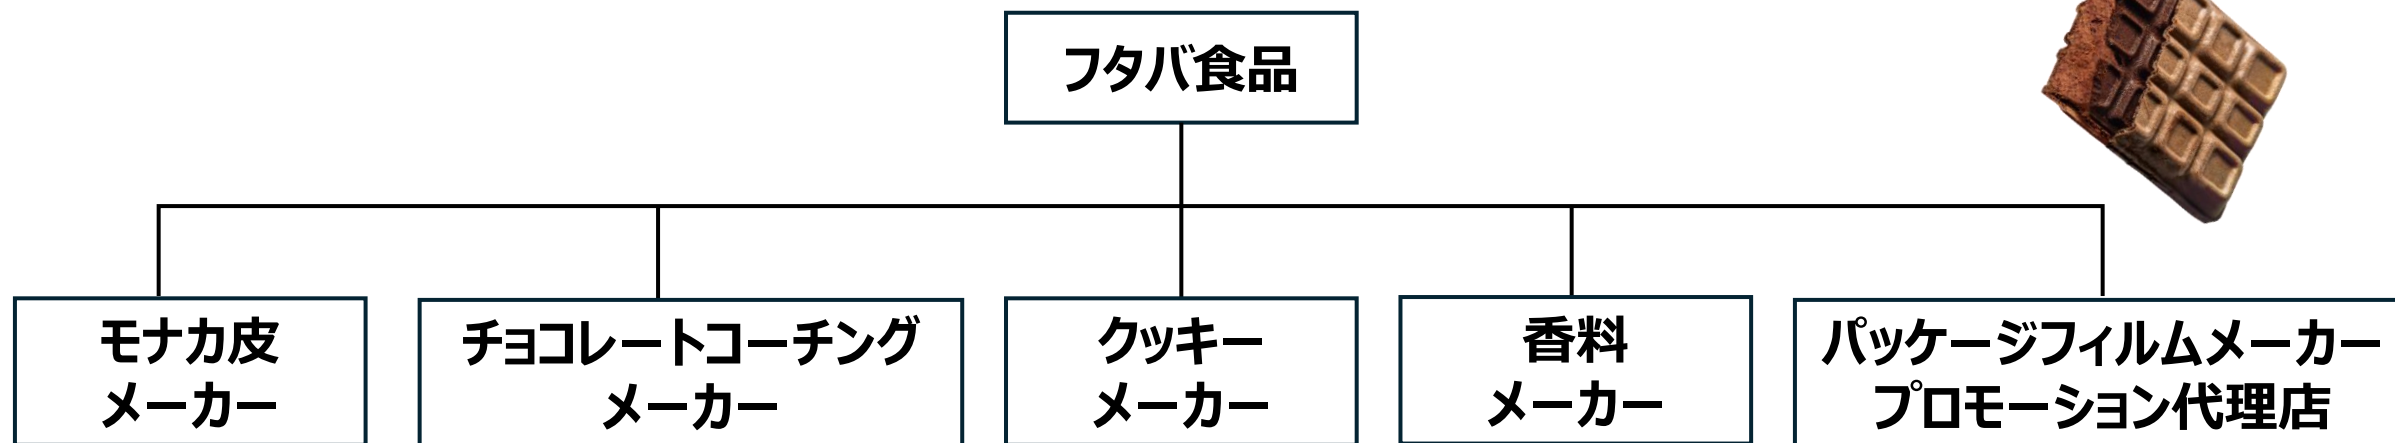 フタバ食品
モナカ皮
メーカー
チョコレートコーチング
メーカー
クッキー
メーカー
香料
メーカー
パッケージフィルムメーカー
プロモーション代理店